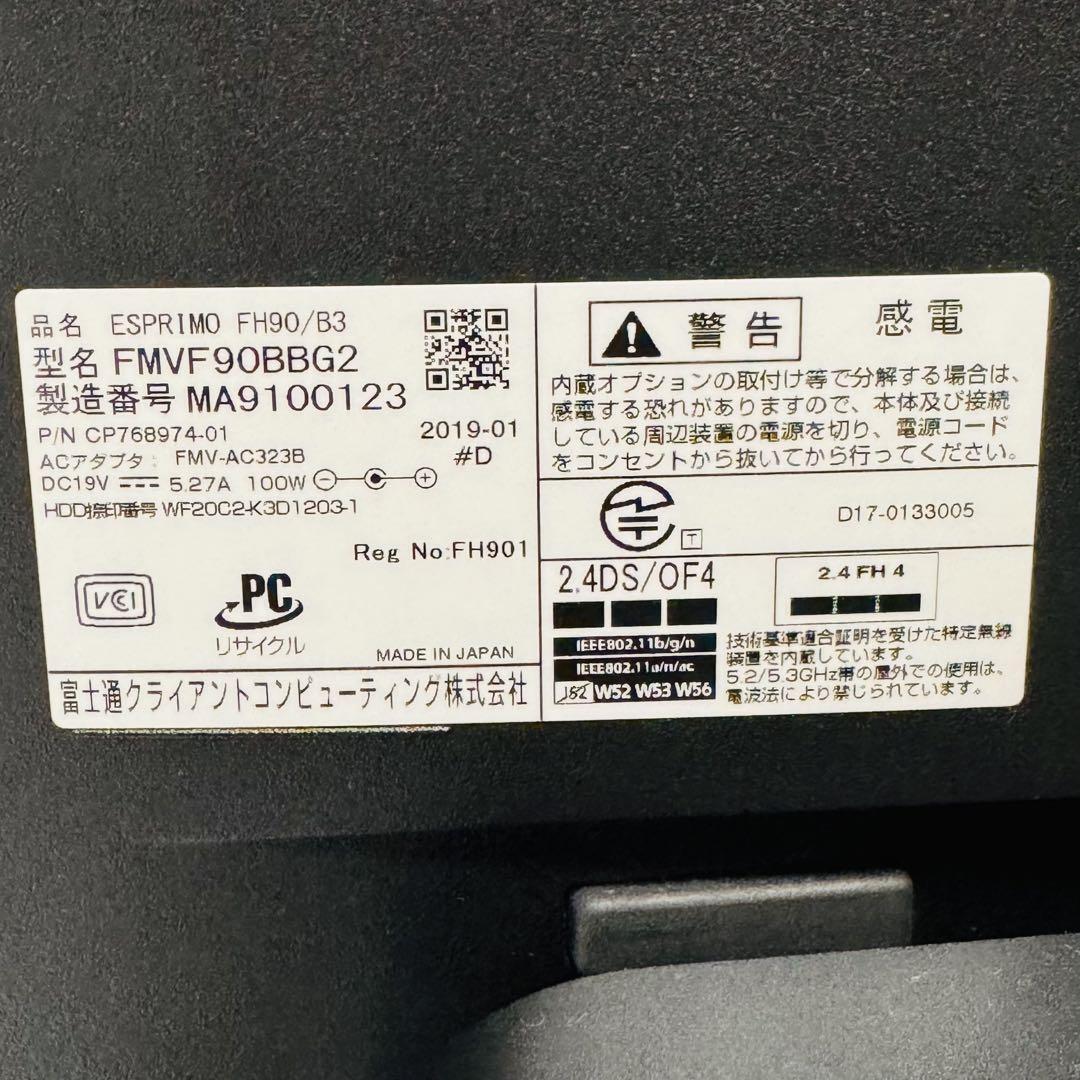 品名 ESPRIMO FH90/B3
型名 FMVF90BBG2
製造番号 MA9100123
P/N CP768974-01
2019-01
ACアダプタ: FMV-AC323B
#D
DC19V 5.27A 100W
HDD捺印番号 WF20C2-K3D1203-1
Reg No:FH901
VCCI
PC
リサイクル
MADE IN JAPAN
富士通クライアントコンピューティング株式会社
警告
感電
内蔵オプションの取付け等で分解する場合は、
感電する恐れがありますので、本体及び接続
している周辺装置の電源を切り、電源コード
をコンセントから抜いてから行ってください。
T
D17-0133005
2.4DS/OF4
2.4FH4
IEEE802.11b/g/n
IEEE802.11a/n/ac
J52 W52 W53 W56
技術基準適合証明を受けた特定無線
装置を内蔵しています。
5.2/5.3GHz帯の屋外での使用は、
電波法により禁じられています。